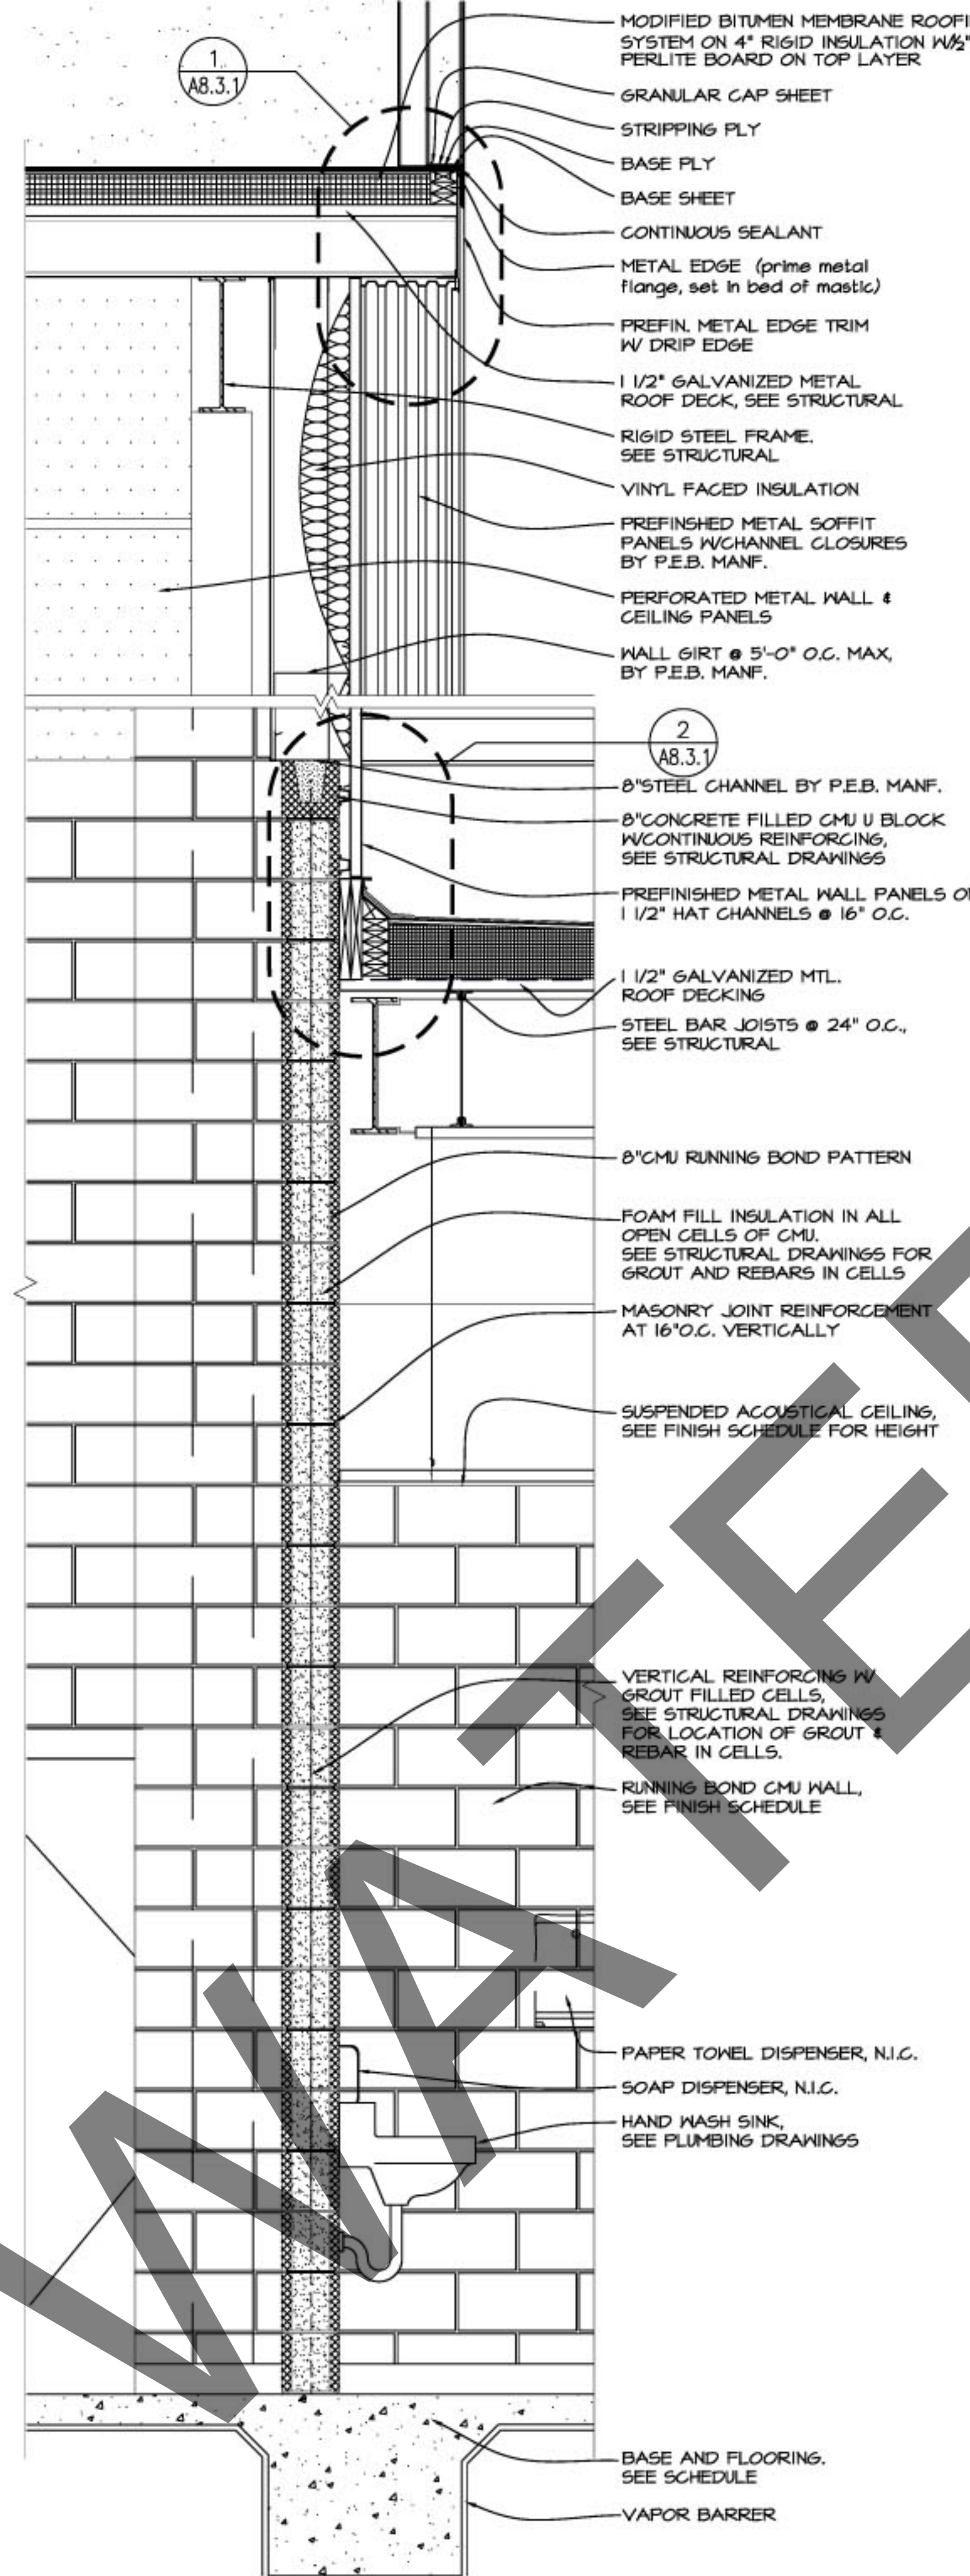 1
A8.3.1
MODIFIED BITUMEN MEMBRANE
SYSTEM ON 4" RIGID INSULATION W/½"
PERLITE BOARD ON TOP LAYER
GRANULAR CAP SHEET
STRIPPING PLY
BASE PLY
BASE SHEET
CONTINUOUS SEALANT
METAL EDGE (prime metal
flange, set in bed of mastic)
PREFIN. METAL EDGE TRIM
W/ DRIP EDGE
1 1/2" GALVANIZED METAL
ROOF DECK, SEE STRUCTURAL
RIGID STEEL FRAME.
SEE STRUCTURAL
VINYL FACED INSULATION
PREFINSHED METAL SOFFIT
PANELS W/CHANNEL CLOSURES
BY P.E.B. MANF.
PERFORATED METAL WALL &
CEILING PANELS
WALL GIRT @ 5'-0" O.C. MAX,
BY P.E.B. MANF.
2
A8.3.1
8"STEEL CHANNEL BY P.E.B. MANF.
8"CONCRETE FILLED CMU U BLOCK
W/CONTINUOUS REINFORCING,
SEE STRUCTURAL DRAWINGS
PREFINISHED METAL WALL PANELS
1 1/2" HAT CHANNELS @ 16" O.C.
1 1/2" GALVANIZED MTL.
ROOF DECKING
STEEL BAR JOISTS @ 24" O.C.,
SEE STRUCTURAL
8"CMU RUNNING BOND PATTERN
FOAM FILL INSULATION IN ALL
OPEN CELLS OF CMU.
SEE STRUCTURAL DRAWINGS FOR
GROUT AND REBARS IN CELLS
MASONRY JOINT REINFORCEMENT
AT 16"O.C. VERTICALLY
SUSPENDED ACOUSTICAL CEILING,
SEE FINISH SCHEDULE FOR HEIGHT
VERTICAL REINFORCING W/
GROUT FILLED CELLS,
SEE STRUCTURAL DRAWINGS
FOR LOCATION OF GROUT &
REBAR IN CELLS.
RUNNING BOND CMU WALL,
SEE FINISH SCHEDULE
PAPER TOWEL DISPENSER, N.I.C.
SOAP DISPENSER, N.I.C.
HAND WASH SINK,
SEE PLUMBING DRAWINGS
BASE AND FLOORING.
SEE SCHEDULE
VAPOR BARRER